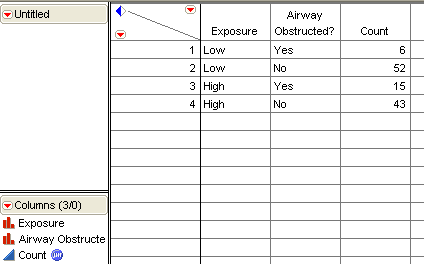 Untitled
Exposure Airway Obstructed? Count
1 Low Yes 6
2 Low No 52
3 High Yes 15
4 High No 43
Columns (3/0)
Exposure
Airway Obstructe
Count